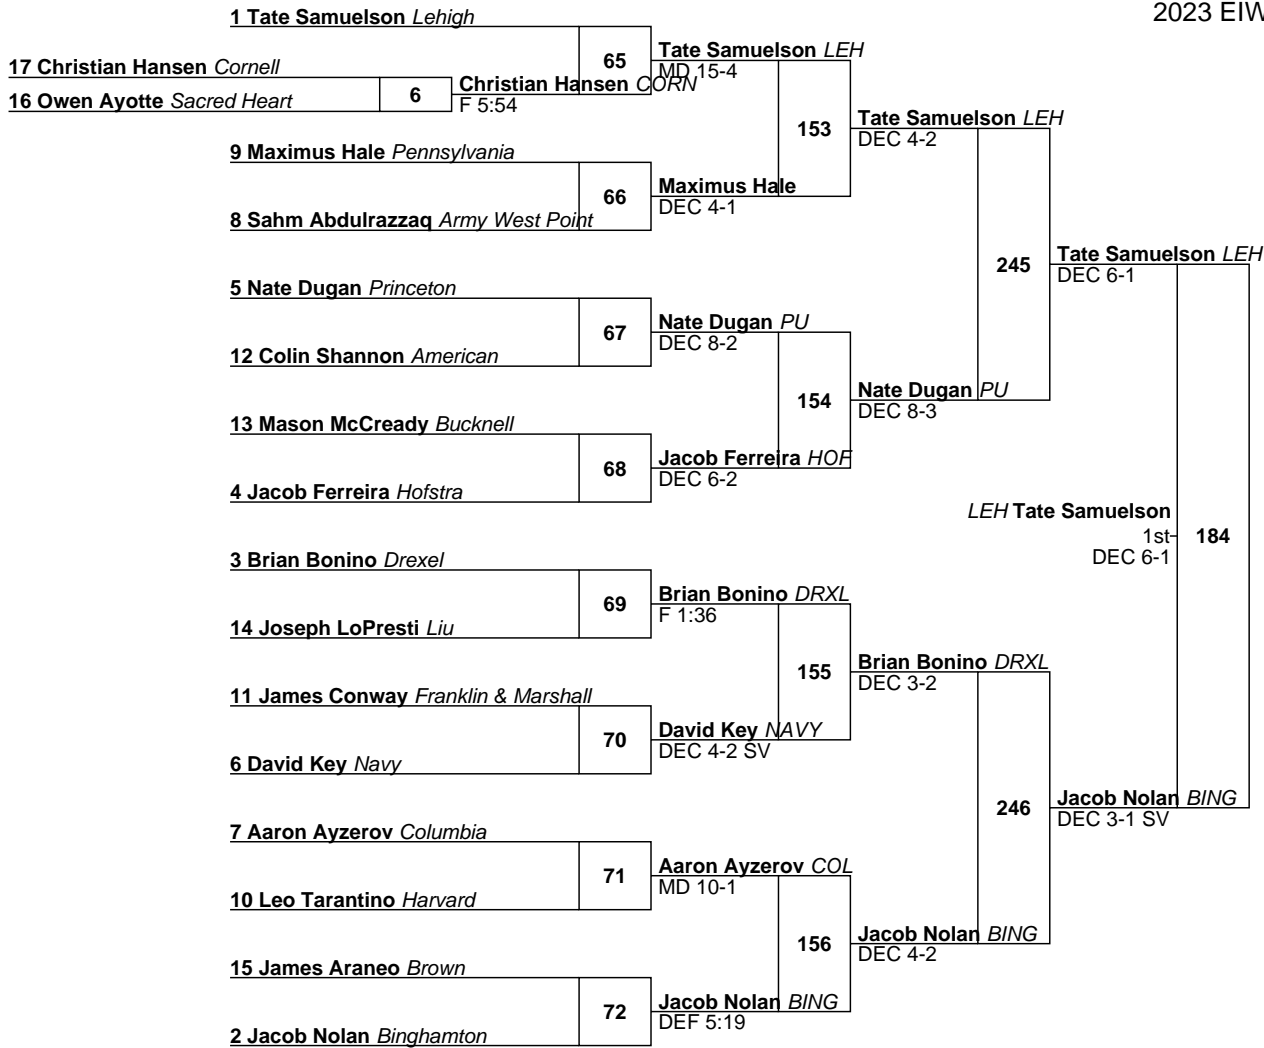 2023 EIW
1 Tate Samuelson Lehigh
65
Tate Samuelson LEH
MD 15-4
17 Christian Hansen Cornell
16 Owen Ayotte Sacred Heart
6
Christian Hansen CORN
F 5:54
153
Tate Samuelson LEH
DEC 4-2
9 Maximus Hale Pennsylvania
66
Maximus Hale
DEC 4-1
8 Sahm Abdulrazzaq Army West Point
245
Tate Samuelson LEH
DEC 6-1
5 Nate Dugan Princeton
67
Nate Dugan PU
DEC 8-2
12 Colin Shannon American
154
Nate Dugan PU
DEC 8-3
13 Mason McCready Bucknell
68
Jacob Ferreira HOF
DEC 6-2
4 Jacob Ferreira Hofstra
LEH Tate Samuelson
1st
DEC 6-1
184
3 Brian Bonino Drexel
69
Brian Bonino DRXL
F 1:36
14 Joseph LoPresti Liu
155
Brian Bonino DRXL
DEC 3-2
11 James Conway Franklin & Marshall
70
David Key NAVY
DEC 4-2 SV
6 David Key Navy
246
Jacob Nolan BING
DEC 3-1 SV
7 Aaron Ayzerov Columbia
71
Aaron Ayzerov COL
MD 10-1
10 Leo Tarantino Harvard
156
Jacob Nolan BING
DEC 4-2
15 James Araneo Brown
72
Jacob Nolan BING
DEF 5:19
2 Jacob Nolan Binghamton